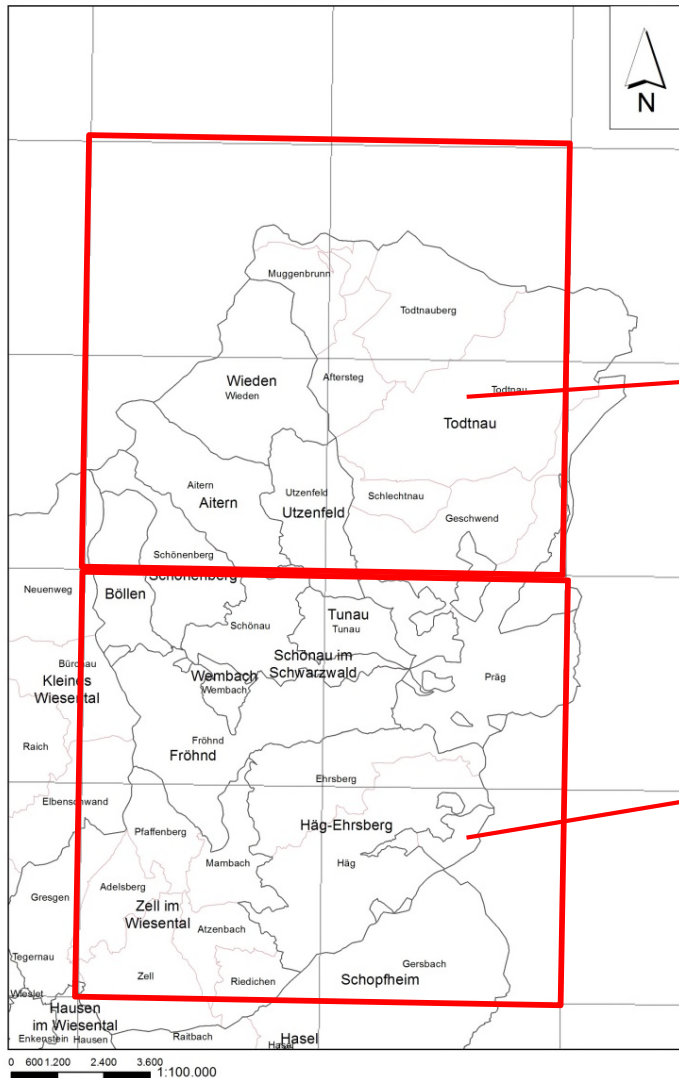 N
Muggenbrunn
Todtnauberg
Wieden
Wieden
Aftersteg
Todtnau
Todtnau
Aitern
Aitern
Utzenfeld
Utzenfeld
Schlechtnau
Geschwend
Schönenberg
Schönenberg
Neuenweg
Böllen
Tunau
Tunau
Schönau
Schönau im
Schwarzwald
Bürchau
Kleines
Wiesental
Wembach
Wembach
Präg
Fröhnd
Fröhnd
Raich
Ehrsberg
Elbenschwand
Häg-Ehrsberg
Pfaffenberg
Mambach
Häg
Adelsberg
Gresgen
Zell im
Wiesental
Atzenbach
Tegernau
Zell
Riedichen
Gersbach
Schopfheim
Wieslet
Hausen
im Wiesental
Enkenstein
Hausen
Raitbach
Hasel
Hasel
0 600 1.200 2.400 3.600
1:100.000